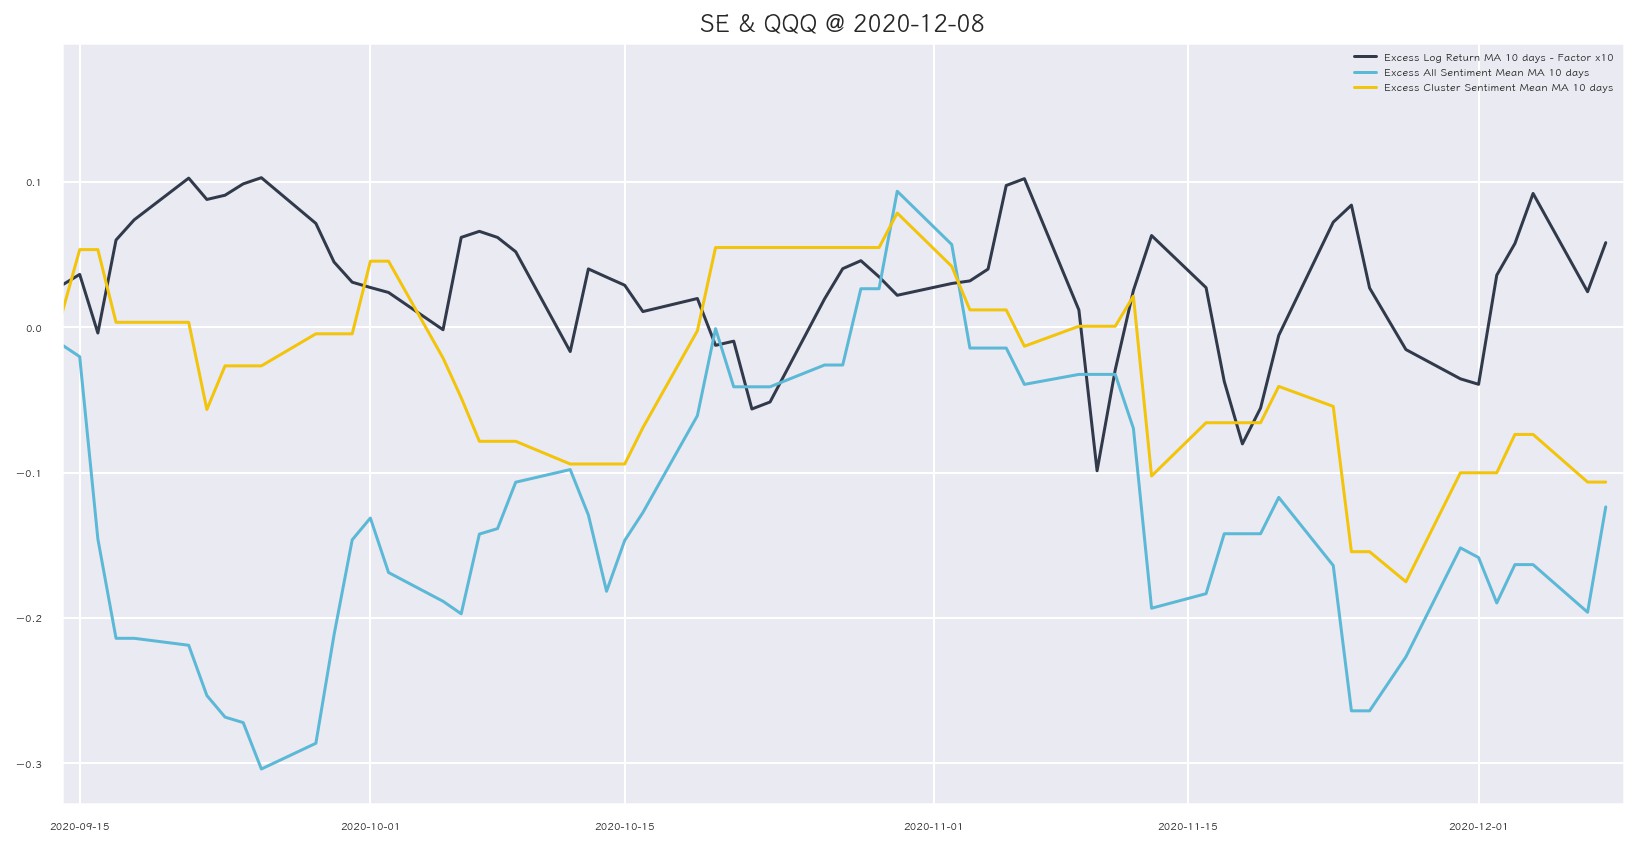 SE & QQQ @ 2020-12-08
Excess Log Return MA 10 days - Factor x10
Excess All Sentiment Mean MA 10 days
Excess Cluster Sentiment Mean MA 10 days
0.1
0.0
−0.1
−0.2
−0.3
2020-09-15 2020-10-01 2020-10-15 2020-11-01 2020-11-15 2020-12-01